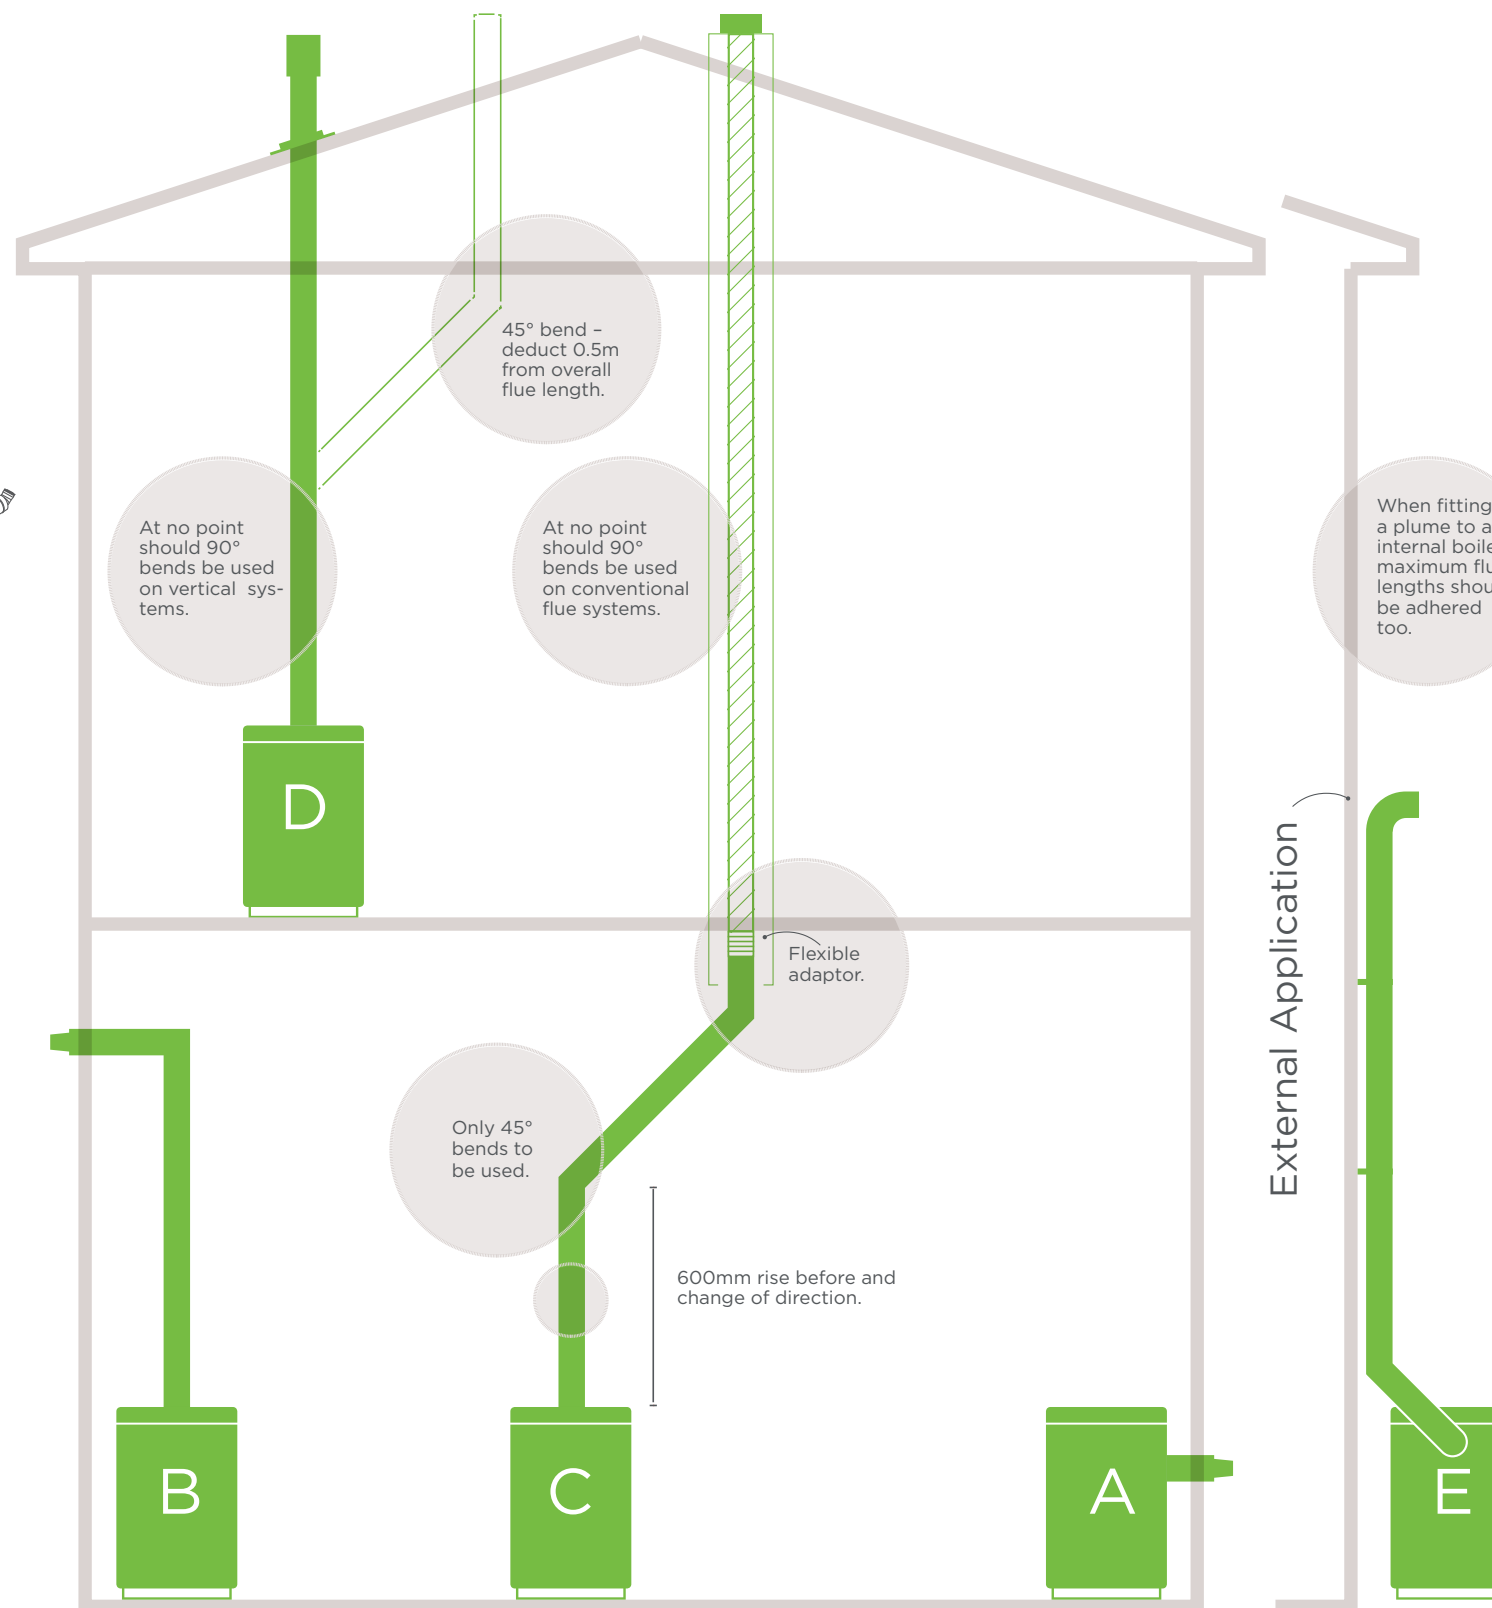 45° bend –
deduct 0.5m
from overall
flue length.
At no point
should 90°
bends be used
on vertical sys-
tems.
At no point
should 90°
bends be used
on conventional
flue systems.
When fitting
a plume to a
internal
maximum
lengths
be adhered
too.
D
External Application
Flexible
adaptor.
Only 45°
bends to
be used.
600mm rise before and
change of direction.
B
C
A
E